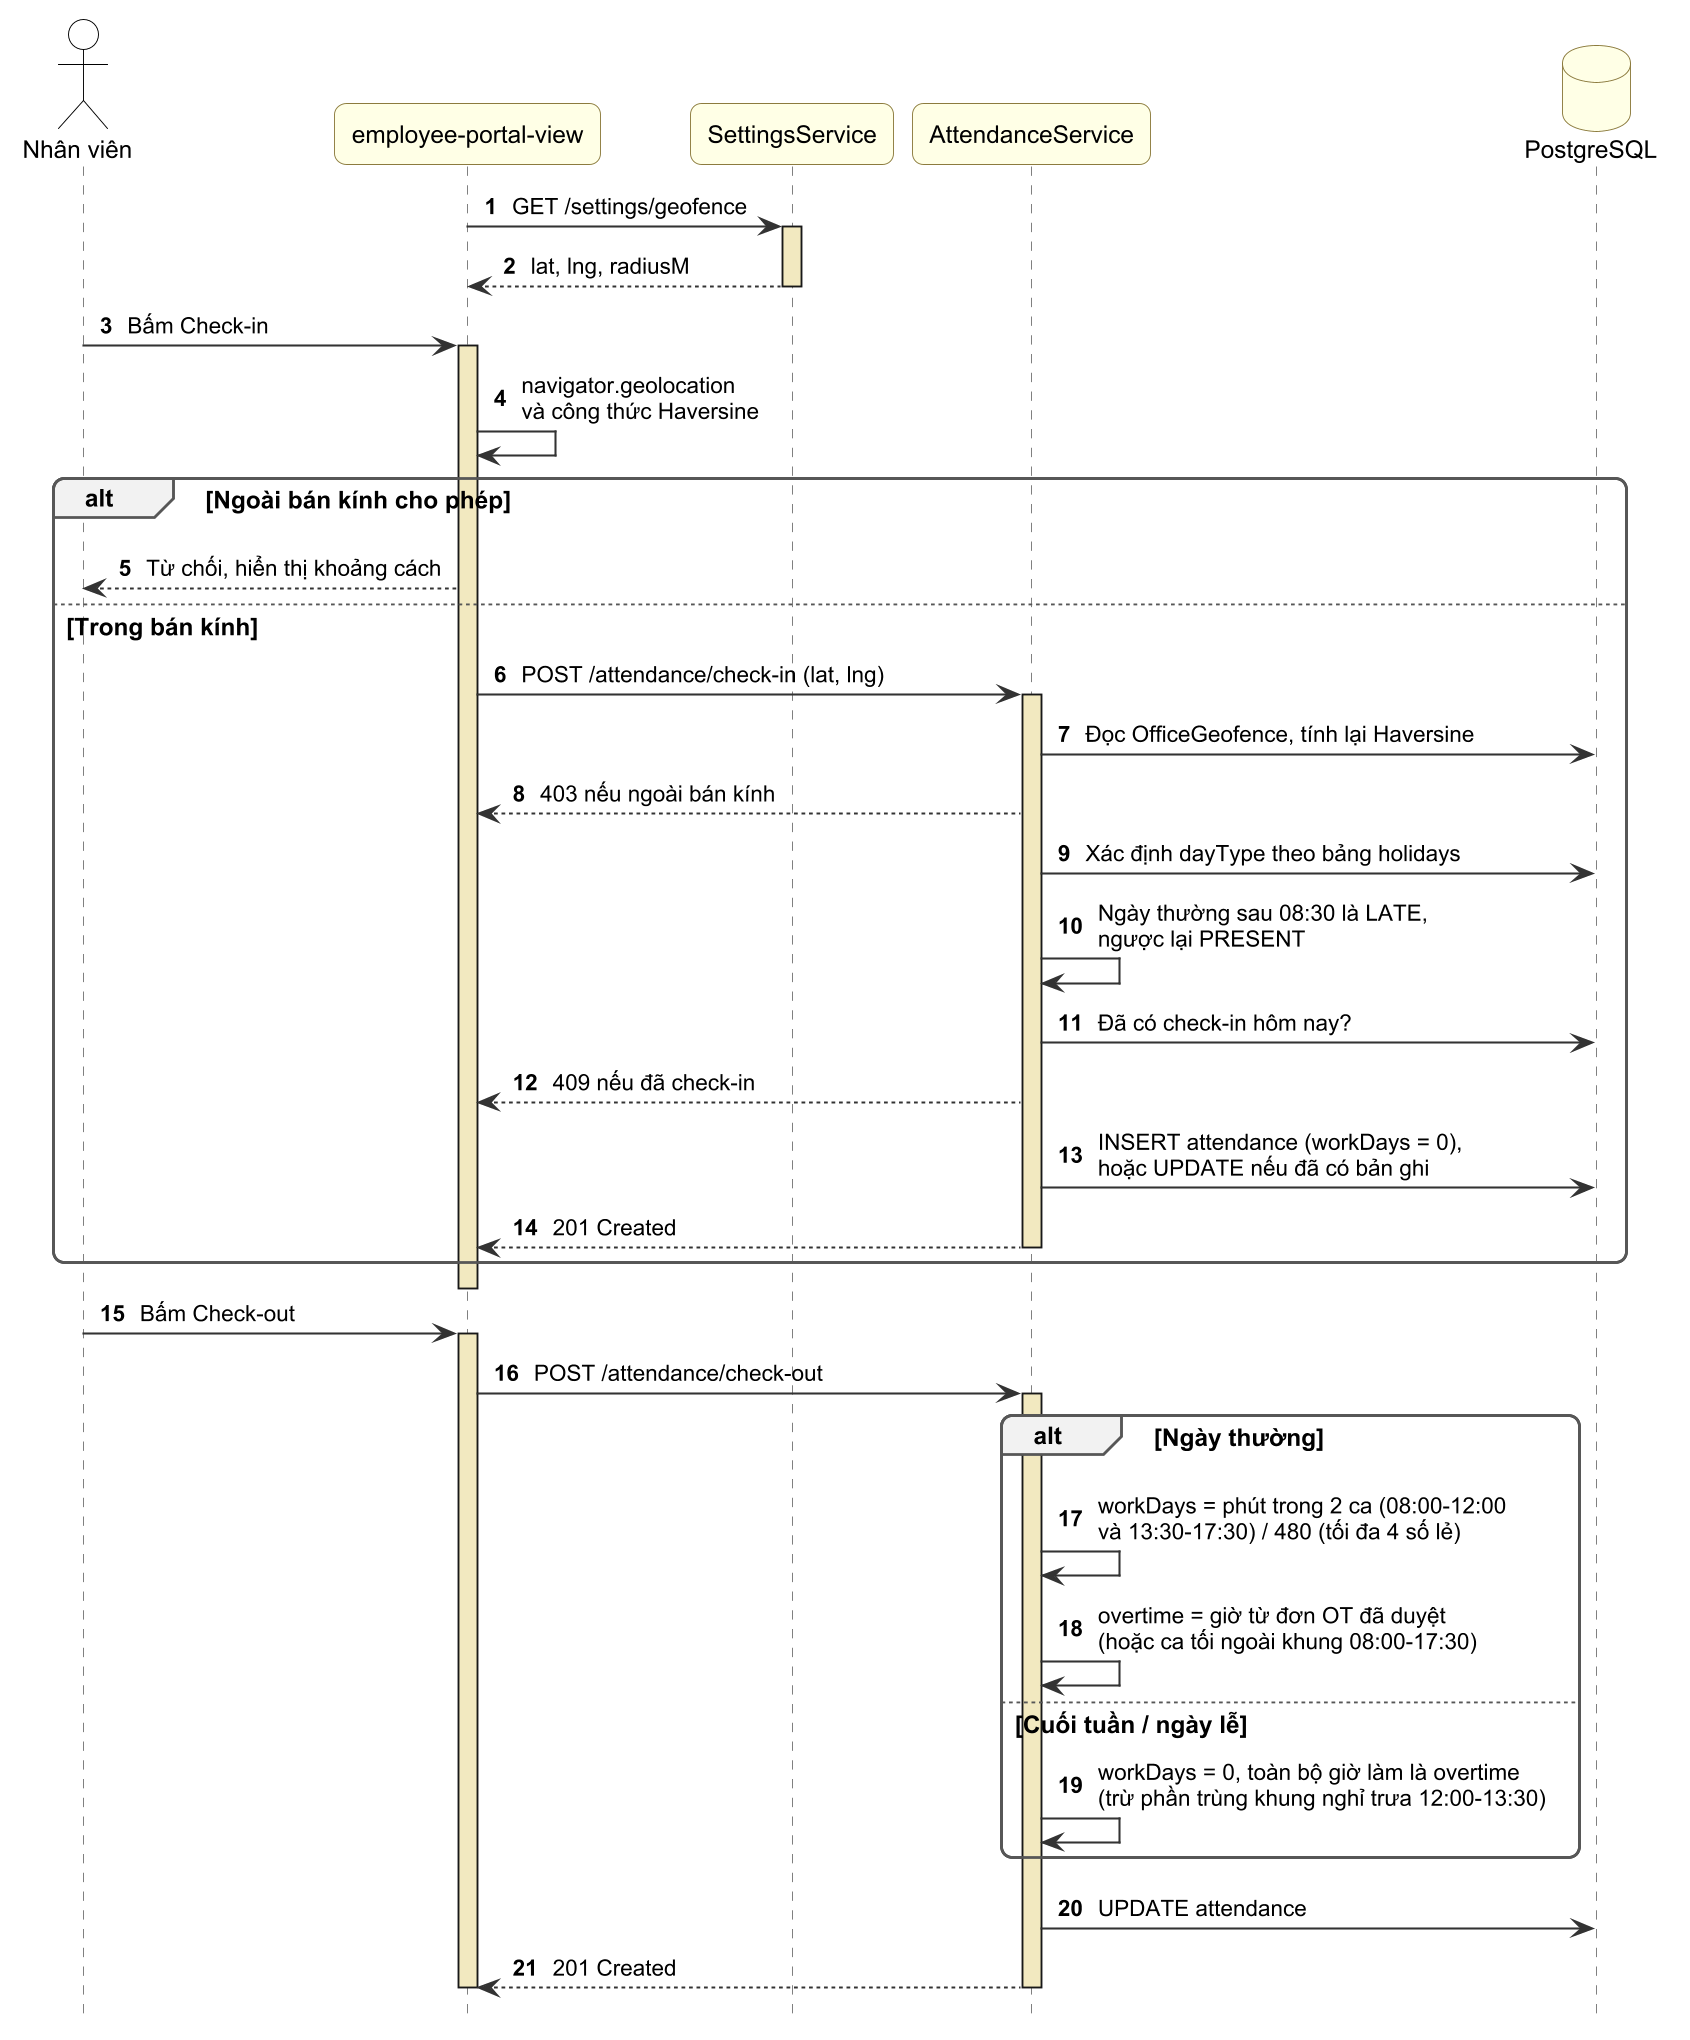 Nhân viên
employee-portal-view
SettingsService
AttendanceService
PostgreSQL
1 GET /settings/geofence
2 lat, lng, radiusM
3 Bấm Check-in
4 navigator.geolocation
và công thức Haversine
alt [Ngoài bán kính cho phép]
5 Từ chối, hiển thị khoảng cách
[Trong bán kính]
6 POST /attendance/check-in (lat, lng)
7 Đọc OfficeGeofence, tính lại Haversine
8 403 nếu ngoài bán kính
9 Xác định dayType theo bảng holidays
10 Ngày thường sau 08:30 là LATE,
ngược lại PRESENT
11 Đã có check-in hôm nay?
12 409 nếu đã check-in
13 INSERT attendance (workDays = 0),
hoặc UPDATE nếu đã có bản ghi
14 201 Created
15 Bấm Check-out
16 POST /attendance/check-out
alt [Ngày thường]
17 workDays = phút trong 2 ca (08:00-12:00
và 13:30-17:30) / 480 (tối đa 4 số lẻ)
18 overtime = giờ từ đơn OT đã duyệt
(hoặc ca tối ngoài khung 08:00-17:30)
[Cuối tuần / ngày lễ]
19 workDays = 0, toàn bộ giờ làm là overtime
(trừ phần trùng khung nghỉ trưa 12:00-13:30)
20 UPDATE attendance
21 201 Created